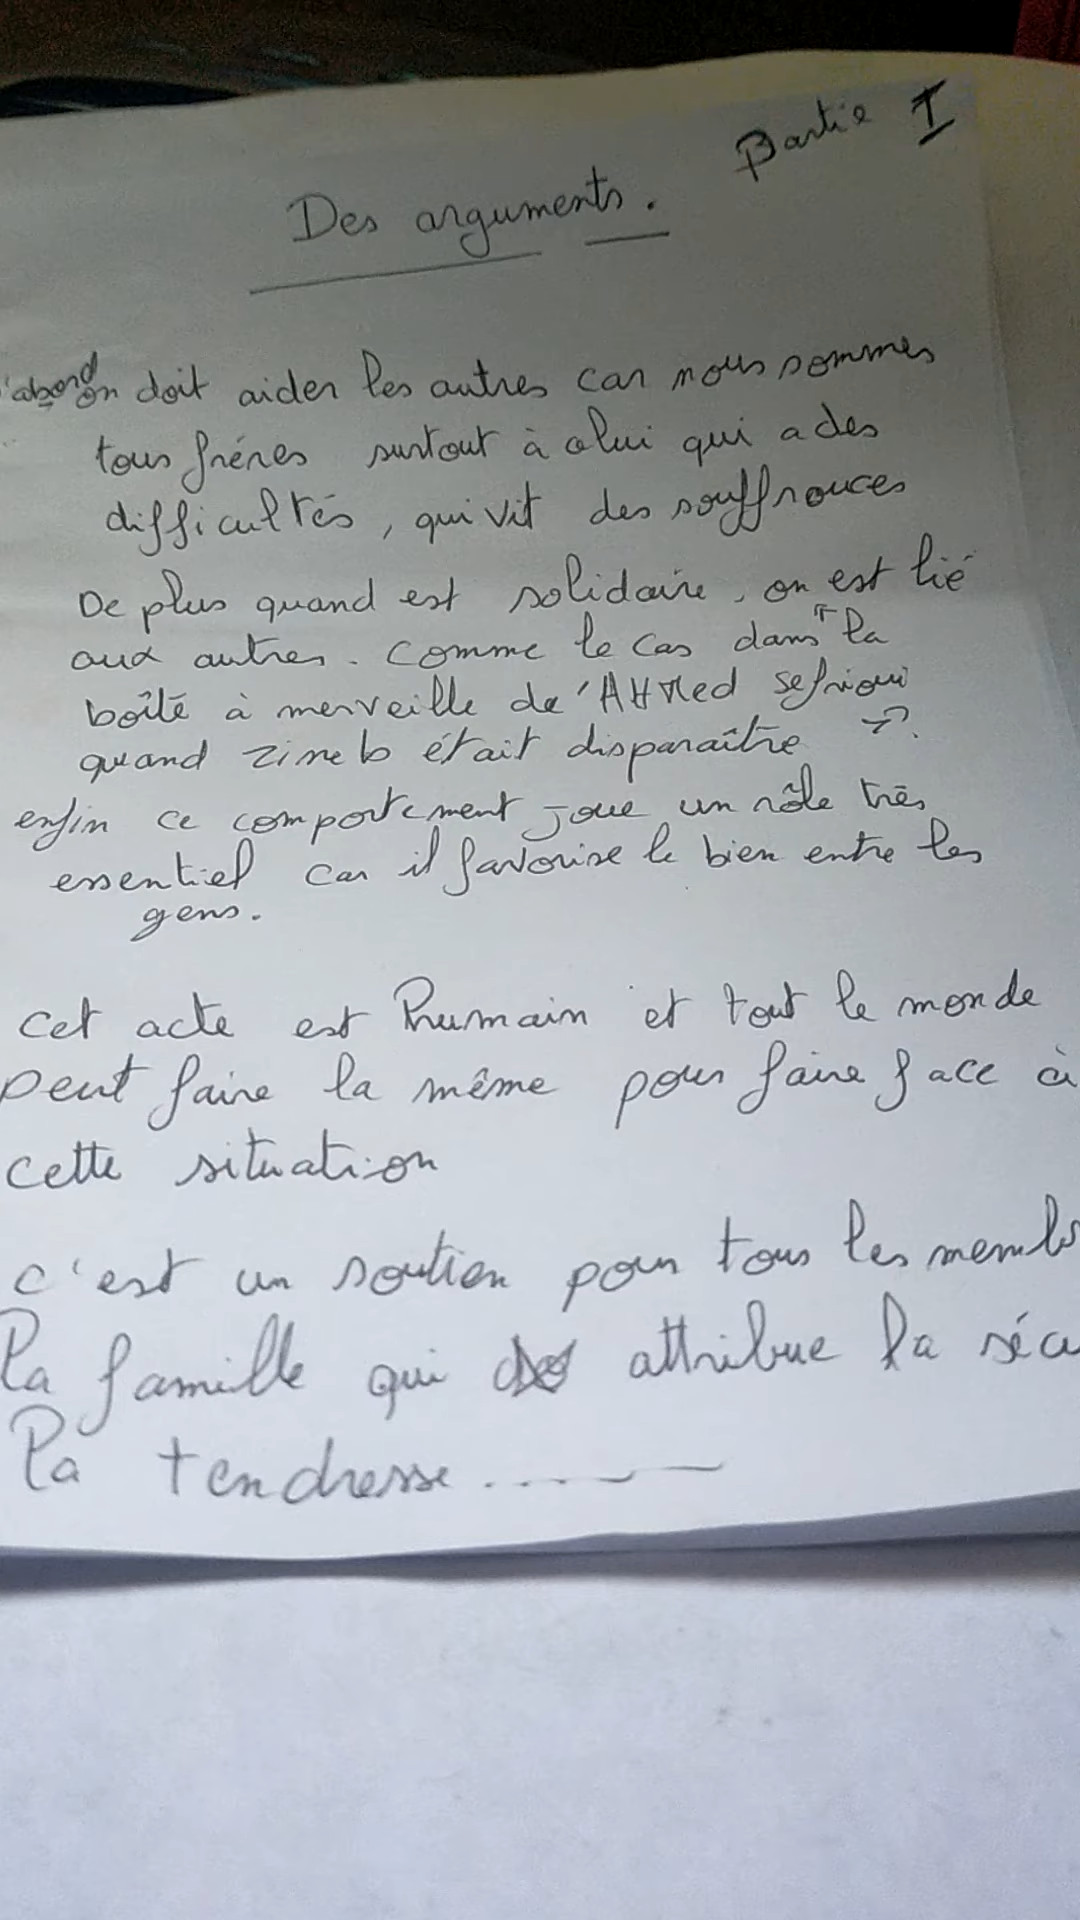 Partie I
Des arguments.
'abord on doit aider les autres car nous sommes
tous fréres surtout à celui qui a des
difficultés, qui vit des souffrances
De plus quand est solidaire, on est lié
aux autres. comme le cas dans "la
boîté à merveille de 'AHMed sefrioui"
quand zineb était disparaître
enfin ce comportement joue un rôle très
essentiel car il favorise le bien entre les
gens.
cet acte est humain et tout le monde
peut faire la même pour faire face à
cette situation
c'est un soutien pour tous les memb
la famille qui attribue la sécu
la tendresse.....